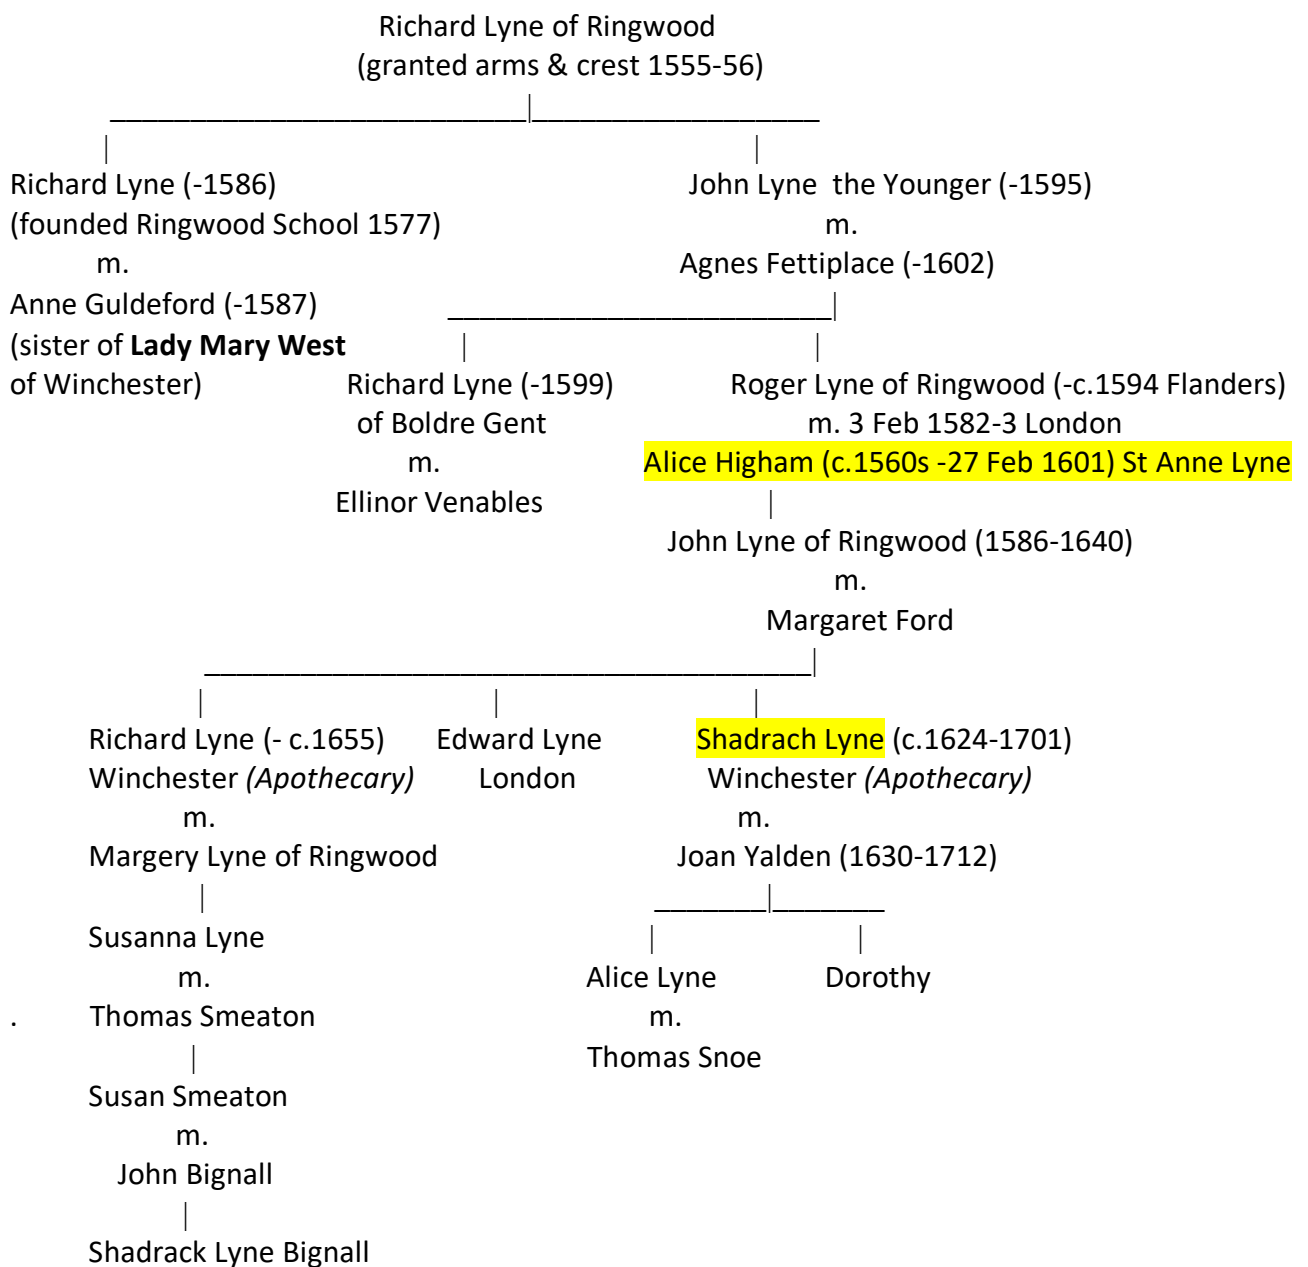 Richard Lyne of Ringwood
(granted arms & crest 1555-56)
Richard Lyne (-1586) John Lyne the Younger (-1595)
(founded Ringwood School 1577) m.
m. Agnes Fettiplace (-1602)
Anne Guldeford (-1587)
(sister of Lady Mary West
of Winchester) Richard Lyne (-1599) Roger Lyne of Ringwood (-c.1594 Flanders)
of Boldre Gent m. 3 Feb 1582-3 London
m. Alice Higham (c.1560s -27 Feb 1601) St Anne Lyne
Ellinor Venables
John Lyne of Ringwood (1586-1640)
m.
Margaret Ford
Richard Lyne (- c.1655) Edward Lyne Shadrach Lyne (c.1624-1701)
Winchester (Apothecary) London Winchester (Apothecary)
m. m.
Margery Lyne of Ringwood Joan Yalden (1630-1712)
Susanna Lyne
m. Alice Lyne Dorothy
. Thomas Smeaton m.
Thomas Snoe
Susan Smeaton
m.
John Bignall
Shadrack Lyne Bignall